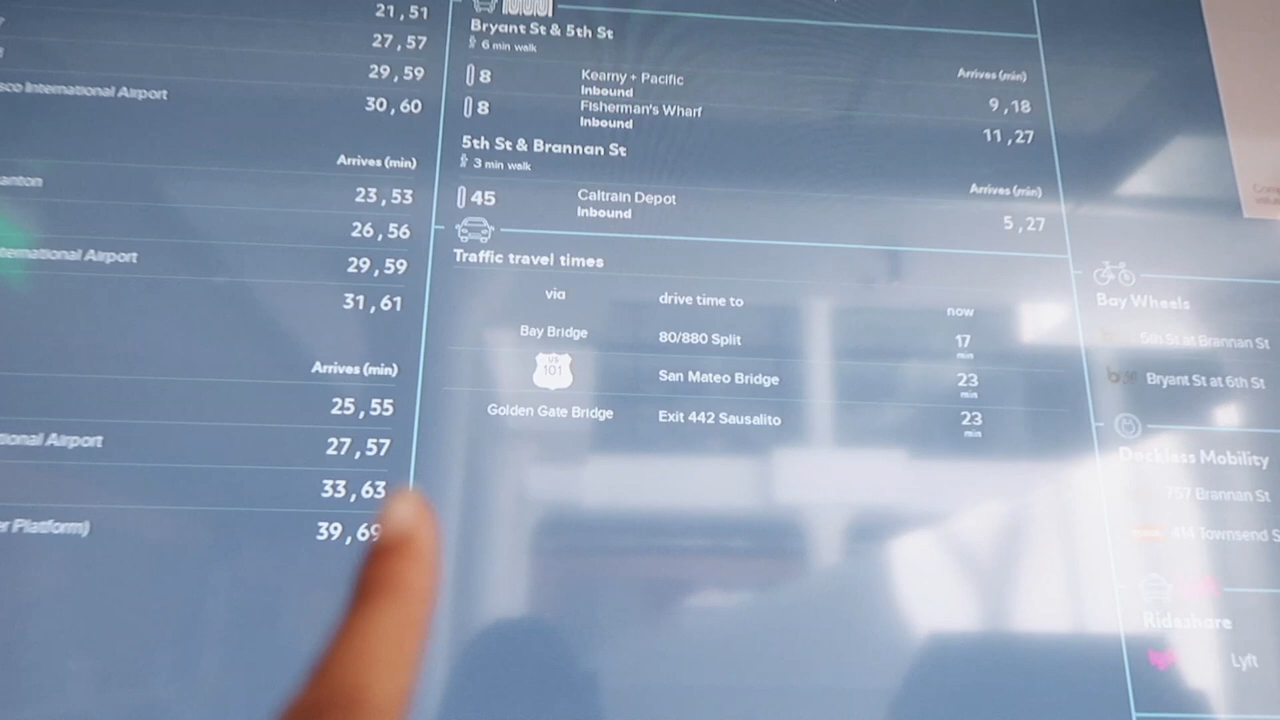 21,51
27,57
29,59
sco International Airport 30,60
Arrives (min)
anton 23,53
26,56
ternational Airport 29,59
31,61
Arrives (min)
25,55
tional Airport 27,57
33,63
er Platform) 39,69
Bryant St & 5th St
6 min walk
Arrives (min)
8 Kearny + Pacific 9,18
Inbound
8 Fisherman's Wharf 11,27
Inbound
5th St & Brannan St
3 min walk
Arrives (min)
45 Caltrain Depot 5,27
Inbound
Traffic travel times
via drive time to now
Bay Bridge 80/880 Split 17 min
US 101 San Mateo Bridge 23 min
Golden Gate Bridge Exit 442 Sausalito 23 min
Bay Wheels
5th St at Brannan St
Bryant St at 6th St
Dockless Mobility
757 Brannan St
414 Townsend S
Rideshare
lyft Lyft